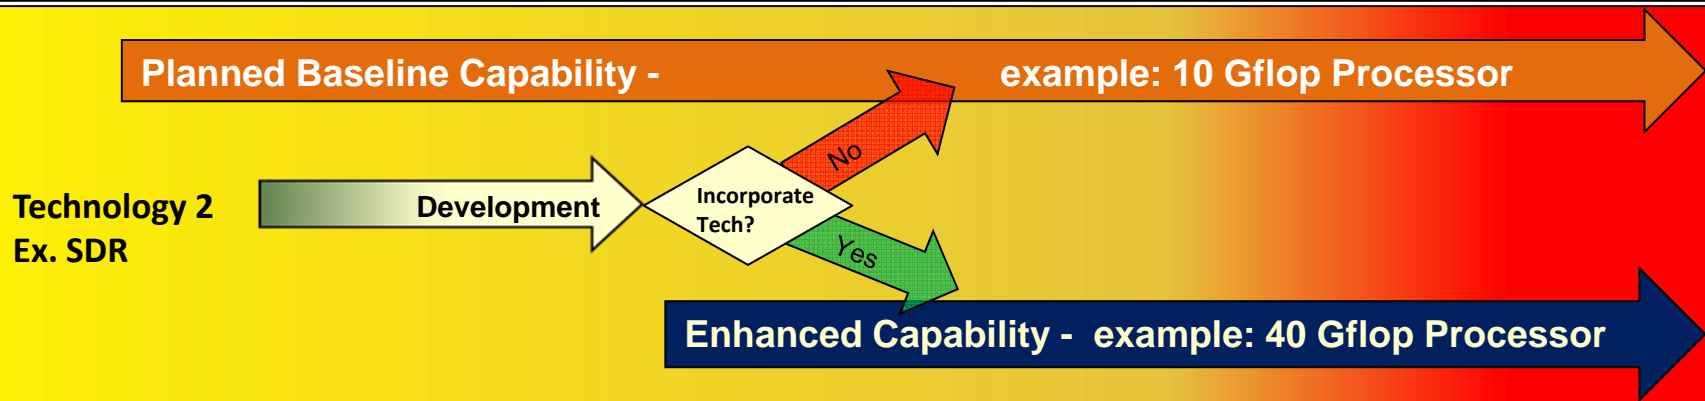 Planned Baseline Capability - example: 10 Gflop Processor
No
Technology 2
Ex. SDR
Development
Incorporate
Tech?
Yes
Enhanced Capability - example: 40 Gflop Processor